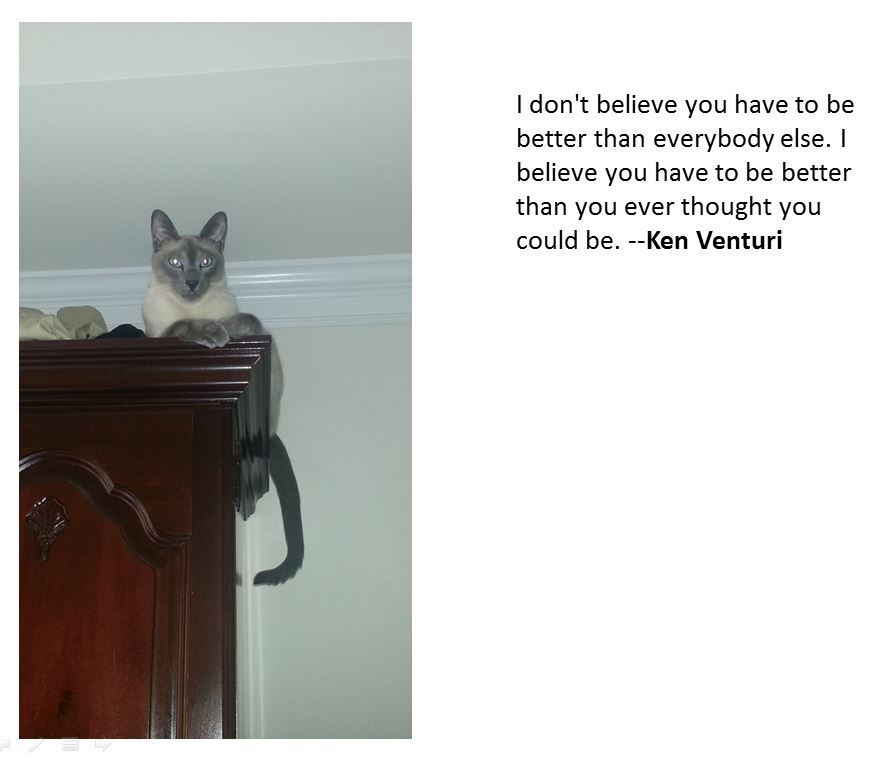 I don't believe you have to be
better than everybody else. I
believe you have to be better
than you ever thought you
could be. --Ken Venturi